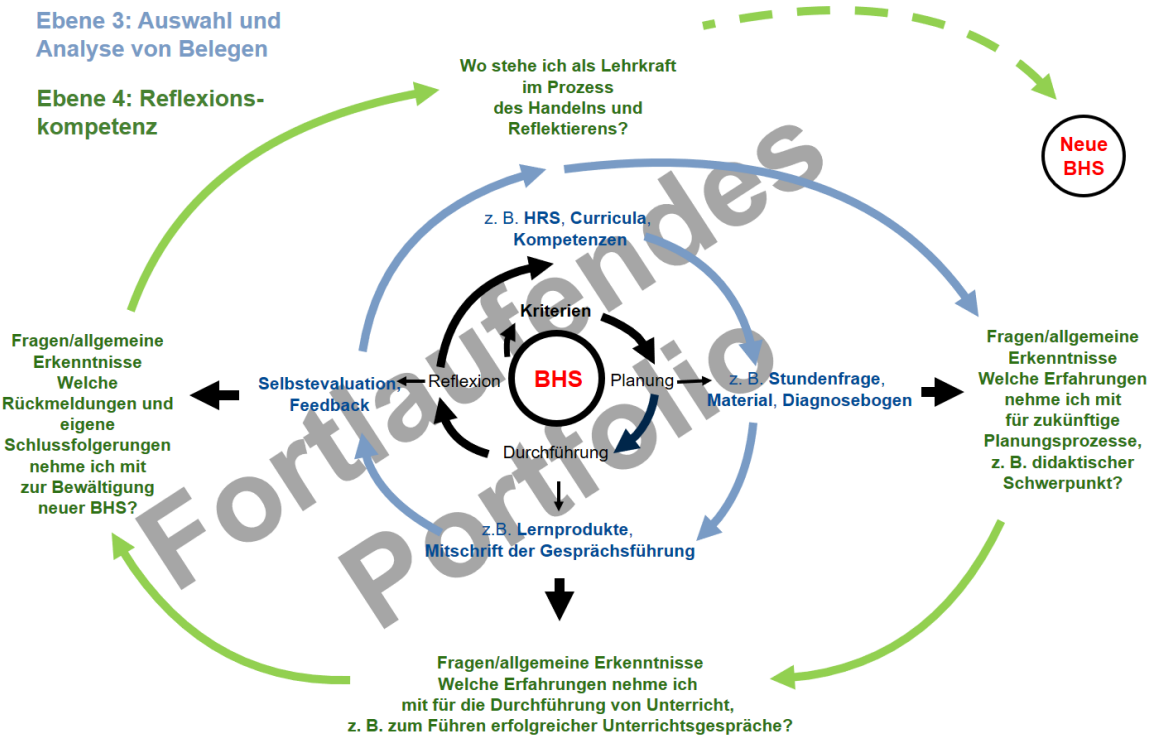 Ebene 3: Auswahl und
Analyse von Belegen
Ebene 4: Reflexions-
kompetenz
Wo stehe ich als Lehrkraft
im Prozess
des Handelns und
Reflektierens?
Neue
BHS
z. B. HRS, Curricula,
Kompetenzen
Kriterien
BHS
Reflexion
Planung
Durchführung
Selbstevaluation,
Feedback
z. B. Stundenfrage,
Material, Diagnosebogen
z.B. Lernprodukte,
Mitschrift der Gesprächsführung
Fragen/allgemeine
Erkenntnisse
Welche
Rückmeldungen und
eigene
Schlussfolgerungen
nehme ich mit
zur Bewältigung
neuer BHS?
Fragen/allgemeine
Erkenntnisse
Welche Erfahrungen
nehme ich mit
für zukünftige
Planungsprozesse,
z. B. didaktischer
Schwerpunkt?
Fragen/allgemeine Erkenntnisse
Welche Erfahrungen nehme ich
mit für die Durchführung von Unterricht,
z. B. zum Führen erfolgreicher Unterrichtsgespräche?
Fortlaufendes
Portfolio